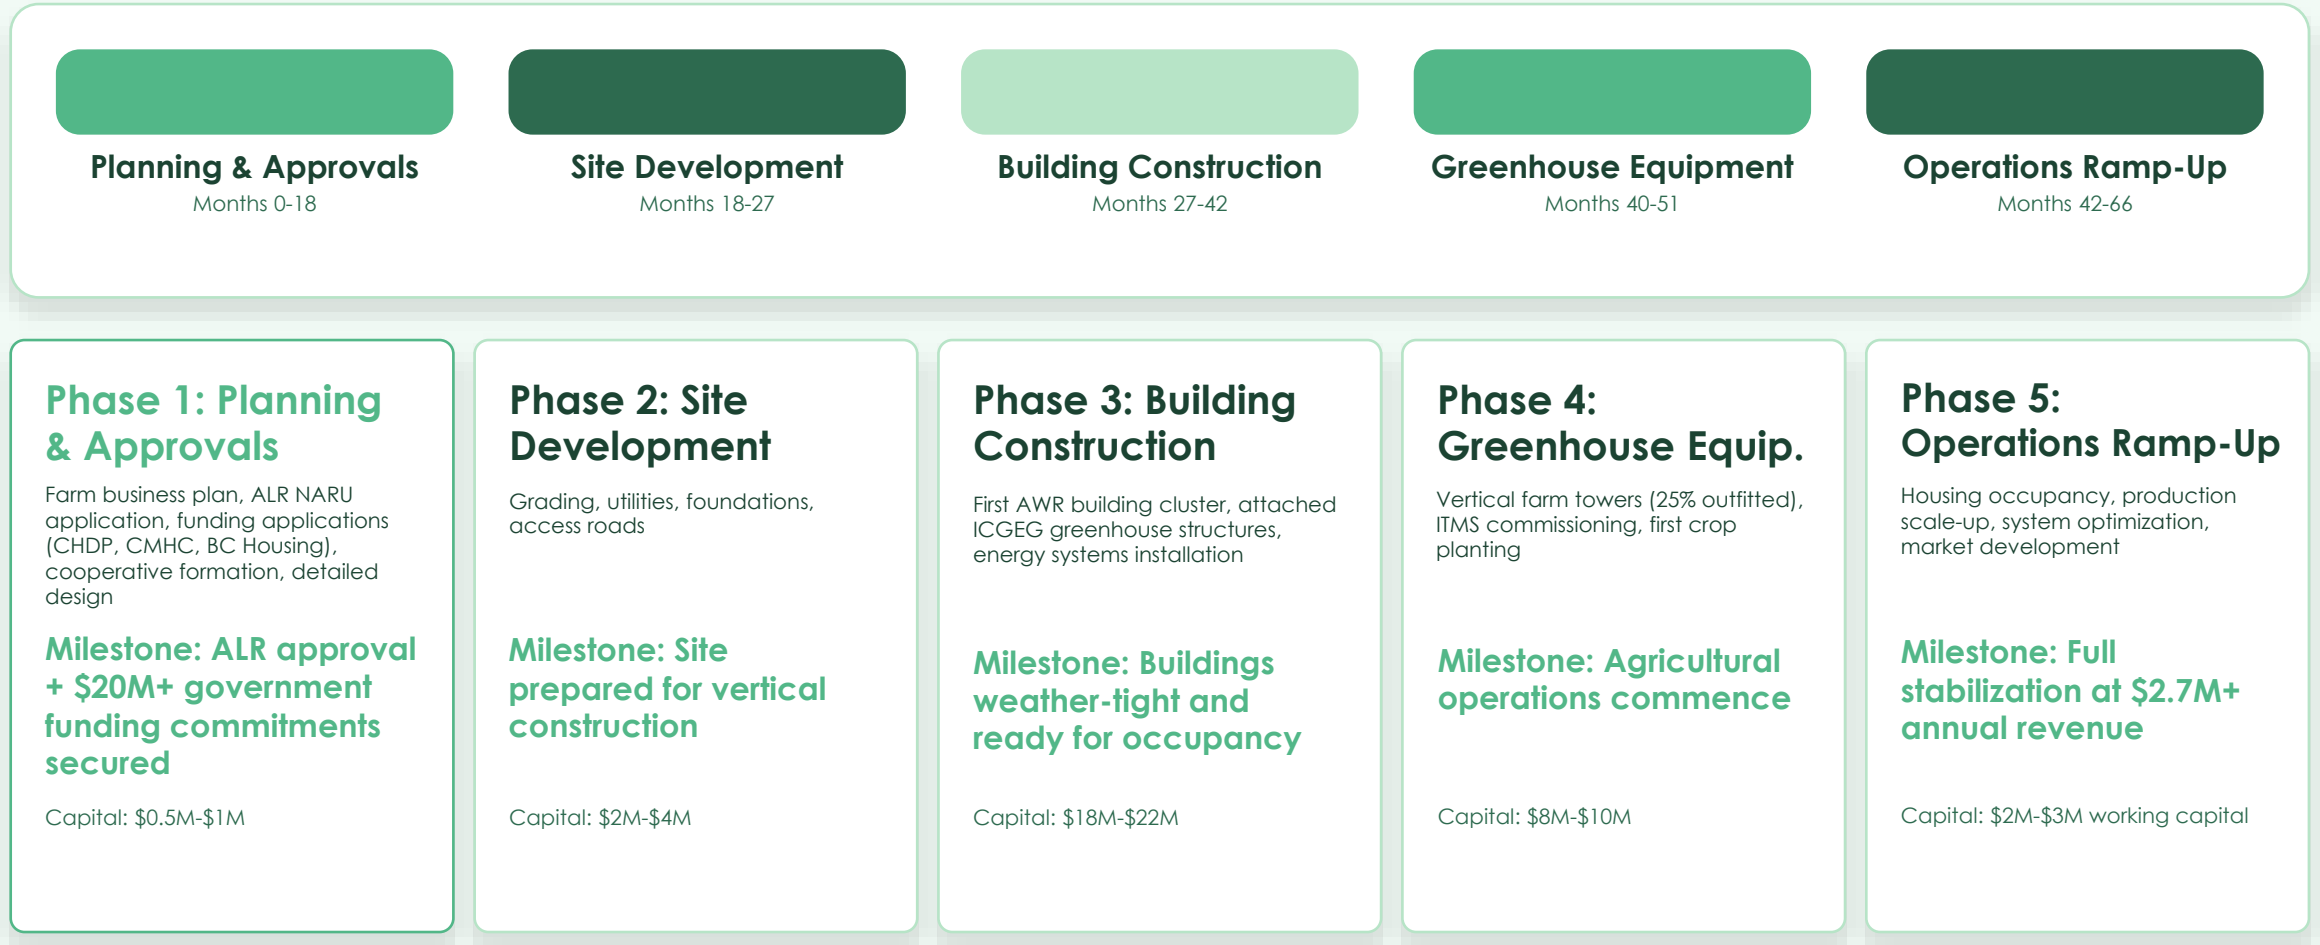 Planning & Approvals
Months 0-18
Site Development
Months 18-27
Building Construction
Months 27-42
Greenhouse Equipment
Months 40-51
Operations Ramp-Up
Months 42-66
Phase 1: Planning
& Approvals
Farm business plan, ALR NARU
application, funding applications
(CHDP, CMHC, BC Housing),
cooperative formation, detailed
design
Milestone: ALR approval
+ $20M+ government
funding commitments
secured
Capital: $0.5M-$1M
Phase 2: Site
Development
Grading, utilities, foundations,
access roads
Milestone: Site
prepared for vertical
construction
Capital: $2M-$4M
Phase 3: Building
Construction
First AWR building cluster, attached
ICGEG greenhouse structures,
energy systems installation
Milestone: Buildings
weather-tight and
ready for occupancy
Capital: $18M-$22M
Phase 4:
Greenhouse Equip.
Vertical farm towers (25% outfitted),
ITMS commissioning, first crop
planting
Milestone: Agricultural
operations commence
Capital: $8M-$10M
Phase 5:
Operations Ramp-Up
Housing occupancy, production
scale-up, system optimization,
market development
Milestone: Full
stabilization at $2.7M+
annual revenue
Capital: $2M-$3M working capital